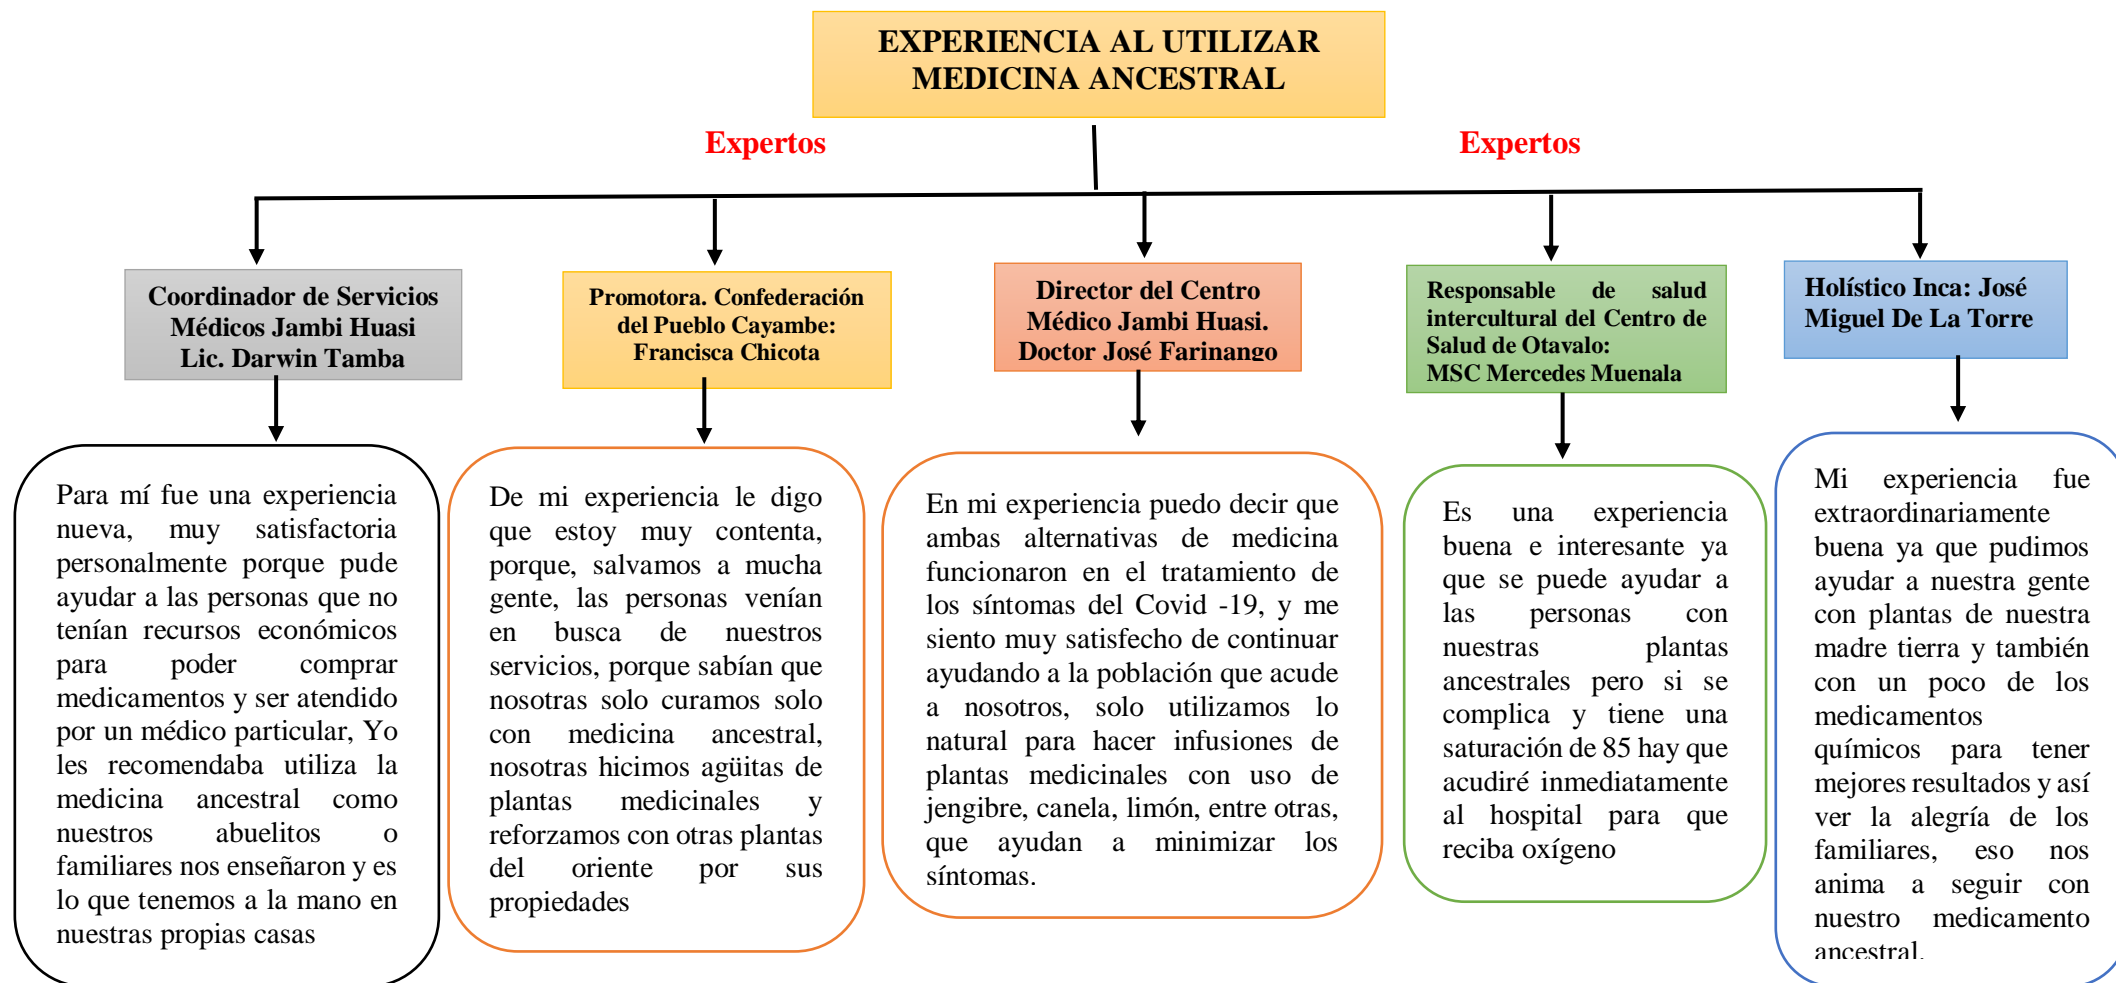 EXPERIENCIA AL UTILIZAR
MEDICINA ANCESTRAL
Expertos
Expertos
Coordinador de Servicios
Médicos Jambi Huasi
Lic. Darwin Tamba
Promotora. Confederación
del Pueblo Cayambe:
Francisca Chicota
Director del Centro
Médico Jambi Huasi.
Doctor José Farinango
Responsable de salud
intercultural del Centro de
Salud de Otavalo:
MSC Mercedes Muenala
Holístico Inca: José
Miguel De La Torre
Para mí fue una experiencia
nueva, muy satisfactoria
personalmente porque pude
ayudar a las personas que no
tenían recursos económicos
para poder comprar
medicamentos y ser atendido
por un médico particular, Yo
les recomendaba utiliza la
medicina ancestral como
nuestros abuelitos o
familiares nos enseñaron y es
lo que tenemos a la mano en
nuestras propias casas
De mi experiencia le digo
que estoy muy contenta,
porque, salvamos a mucha
gente, las personas venían
en busca de nuestros
servicios, porque sabían que
nosotras solo curamos solo
con medicina ancestral,
nosotras hicimos agüitas de
plantas medicinales y
reforzamos con otras plantas
del oriente por sus
propiedades
En mi experiencia puedo decir que
ambas alternativas de medicina
funcionaron en el tratamiento de
los síntomas del Covid -19, y me
siento muy satisfecho de continuar
ayudando a la población que acude
a nosotros, solo utilizamos lo
natural para hacer infusiones de
plantas medicinales con uso de
jengibre, canela, limón, entre otras,
que ayudan a minimizar los
síntomas.
Es una experiencia
buena e interesante ya
que se puede ayudar a
las personas con
nuestras plantas
ancestrales pero si se
complica y tiene una
saturación de 85 hay que
acudiré inmediatamente
al hospital para que
reciba oxígeno
Mi experiencia fue
extraordinariamente
buena ya que pudimos
ayudar a nuestra gente
con plantas de nuestra
madre tierra y también
con un poco de los
medicamentos
químicos para tener
mejores resultados y así
ver la alegría de los
familiares, eso nos
anima a seguir con
nuestro medicamento
ancestral.